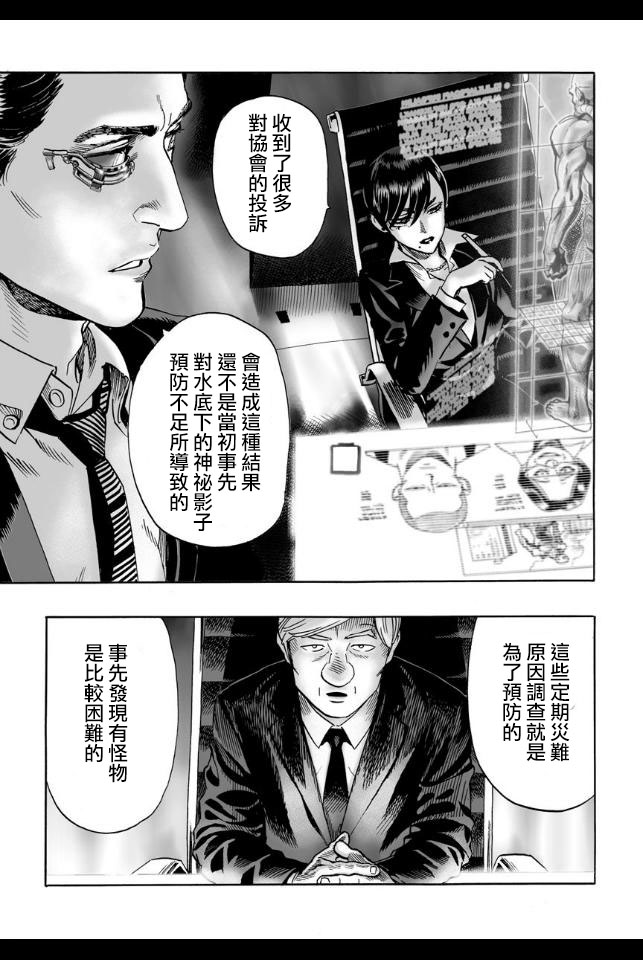 收到了很多
對協會的投訴
會造成這種結果
還不是當初事先
對水底下的神祕影子
預防不足所導致的
這些定期災難
原因調查就是
為了預防的
事先發現有怪物
是比較困難的